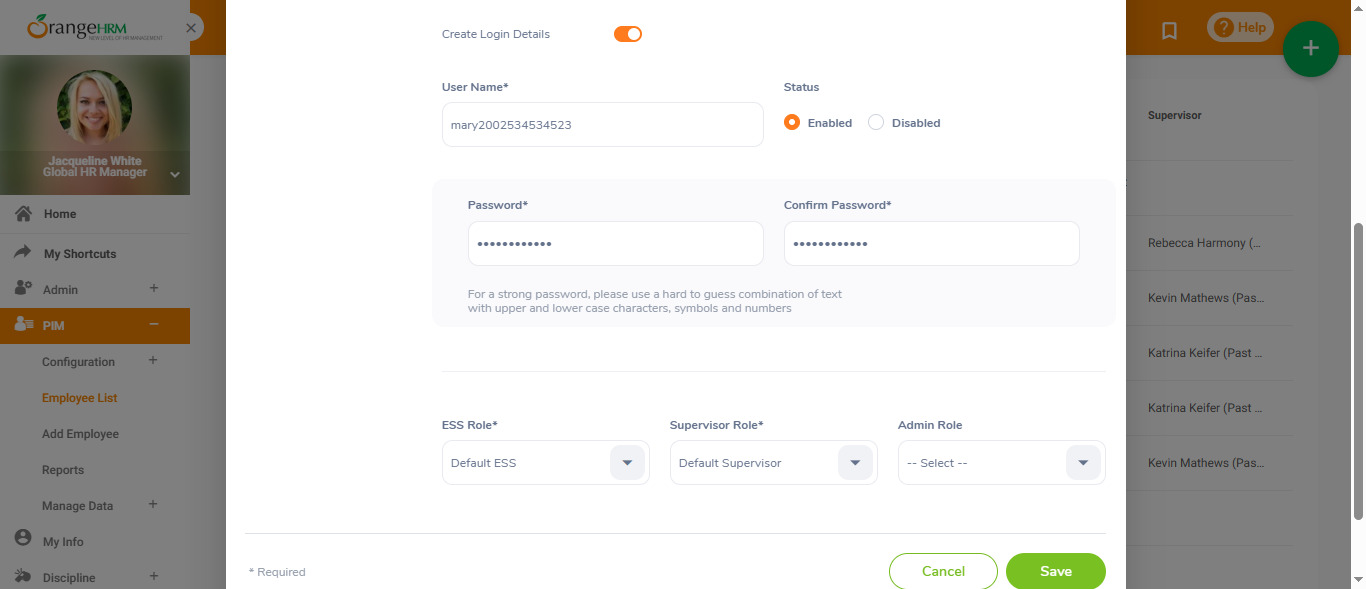 OrangeHRM
NEW LEVEL OF HR MANAGEMENT
Help
Jacqueline White
Global HR Manager
Home
My Shortcuts
Admin
PIM
Configuration
Employee List
Add Employee
Reports
Manage Data
My Info
Discipline
Create Login Details
User Name*
Status
mary2002534534523
Enabled
Disabled
Password*
Confirm Password*
••••••••••••
••••••••••••
For a strong password, please use a hard to guess combination of text
with upper and lower case characters, symbols and numbers
ESS Role*
Supervisor Role*
Admin Role
Default ESS
Default Supervisor
-- Select --
* Required
Cancel
Save
Supervisor
Rebecca Harmony (...
Kevin Mathews (Pas...
Katrina Keifer (Past ...
Katrina Keifer (Past ...
Kevin Mathews (Pas...